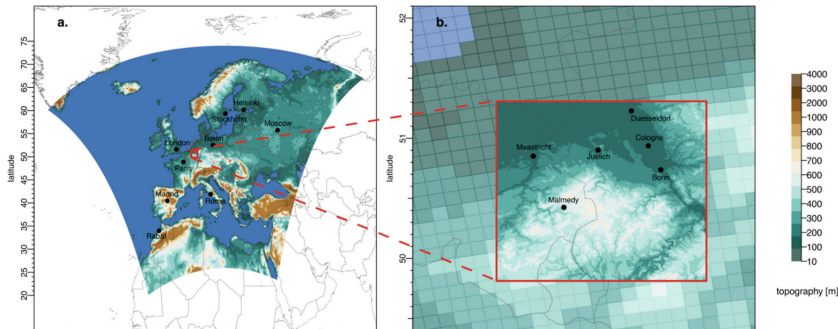 a.
80
75
70
65
60
55
50
45
40
35
30
25
20
latitude
Helsinki
Stockholm
Moscow
London
Berlin
Paris
Madrid
Rome
Rabat
b.
52
51
50
latitude
Duesseldorf
Cologne
Maastricht
Juelich
Bonn
Malmedy
4000
3000
2000
1000
900
800
700
600
500
400
300
200
100
10
topography [m]